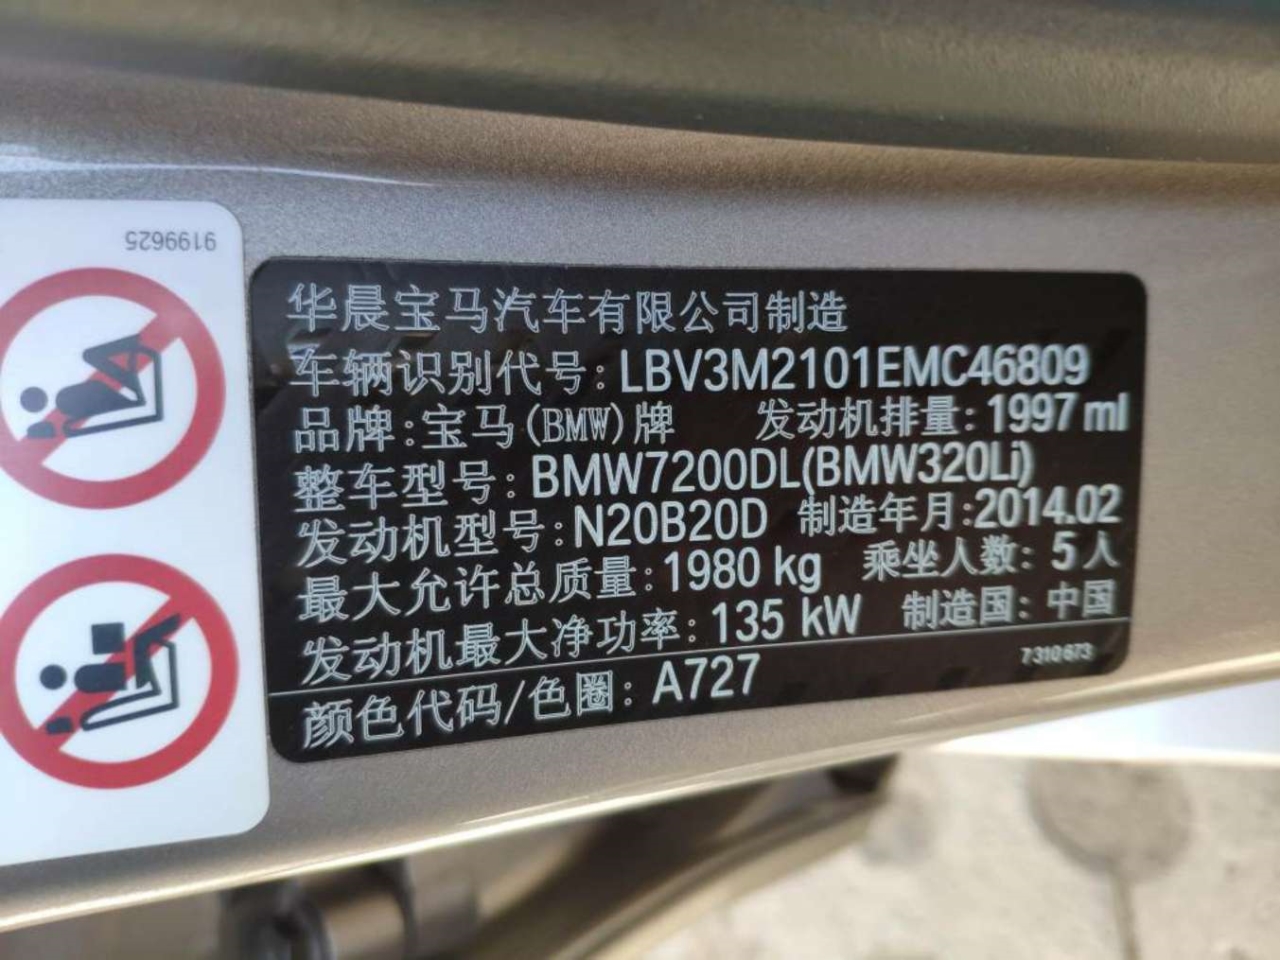 9199625
华晨宝马汽车有限公司制造
车辆识别代号:LBV3M2101EMC46809
品牌:宝马(BMW)牌 发动机排量:1997 ml
整车型号:BMW7200DL(BMW320Li)
发动机型号:N20B20D 制造年月:2014.02
最大允许总质量:1980 kg 乘坐人数:5人
发动机最大净功率:135 kW 制造国:中国
7 310 673
颜色代码/色圈:A727